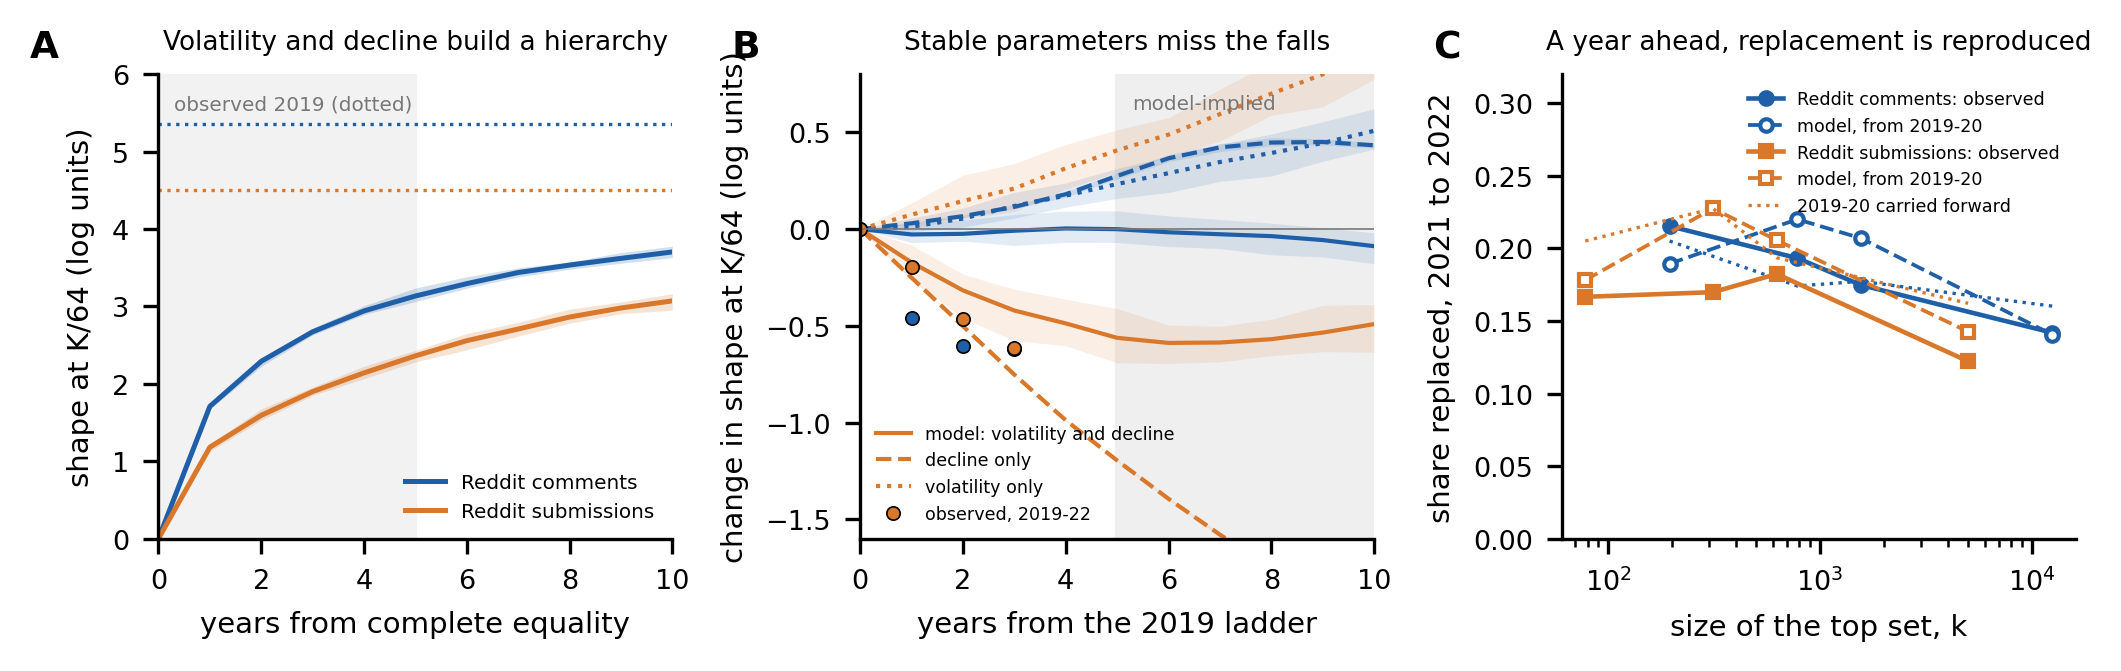 A
Volatility and decline build a hierarchy
shape at K/64 (log units)
6
5
4
3
2
1
0
observed 2019 (dotted)
Reddit comments
Reddit submissions
0 2 4 6 8 10
years from complete equality
B
Stable parameters miss the falls
change in shape at K/64 (log units)
0.5
0.0
−0.5
−1.0
−1.5
model-implied
model: volatility and decline
decline only
volatility only
observed, 2019-22
0 2 4 6 8 10
years from the 2019 ladder
C
A year ahead, replacement is reproduced
share replaced, 2021 to 2022
0.30
0.25
0.20
0.15
0.10
0.05
0.00
Reddit comments: observed
model, from 2019-20
Reddit submissions: observed
model, from 2019-20
2019-20 carried forward
10² 10³ 10⁴
size of the top set, k